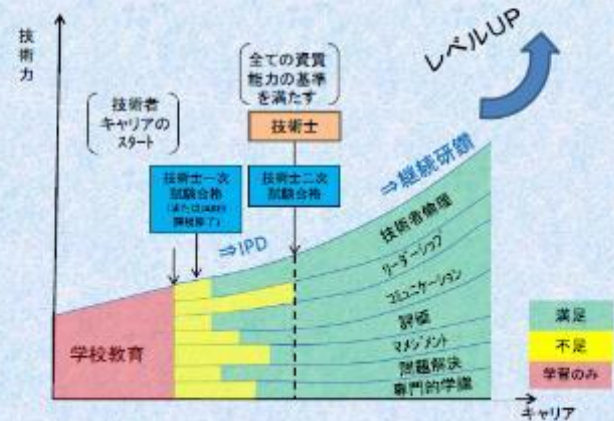 技術力
レベルUP
全ての資質
能力の基準
を満たす
技術者
キャリアの
スタート
技術士
技術士一次
試験合格
技術士二次
試験合格
⇒IPD
⇒継続研鑽
技術者倫理
リーダーシップ
コミュニケーション
評価
マネジメント
問題解決
専門的学識
学校教育
満足
不足
学習のみ
キャリア